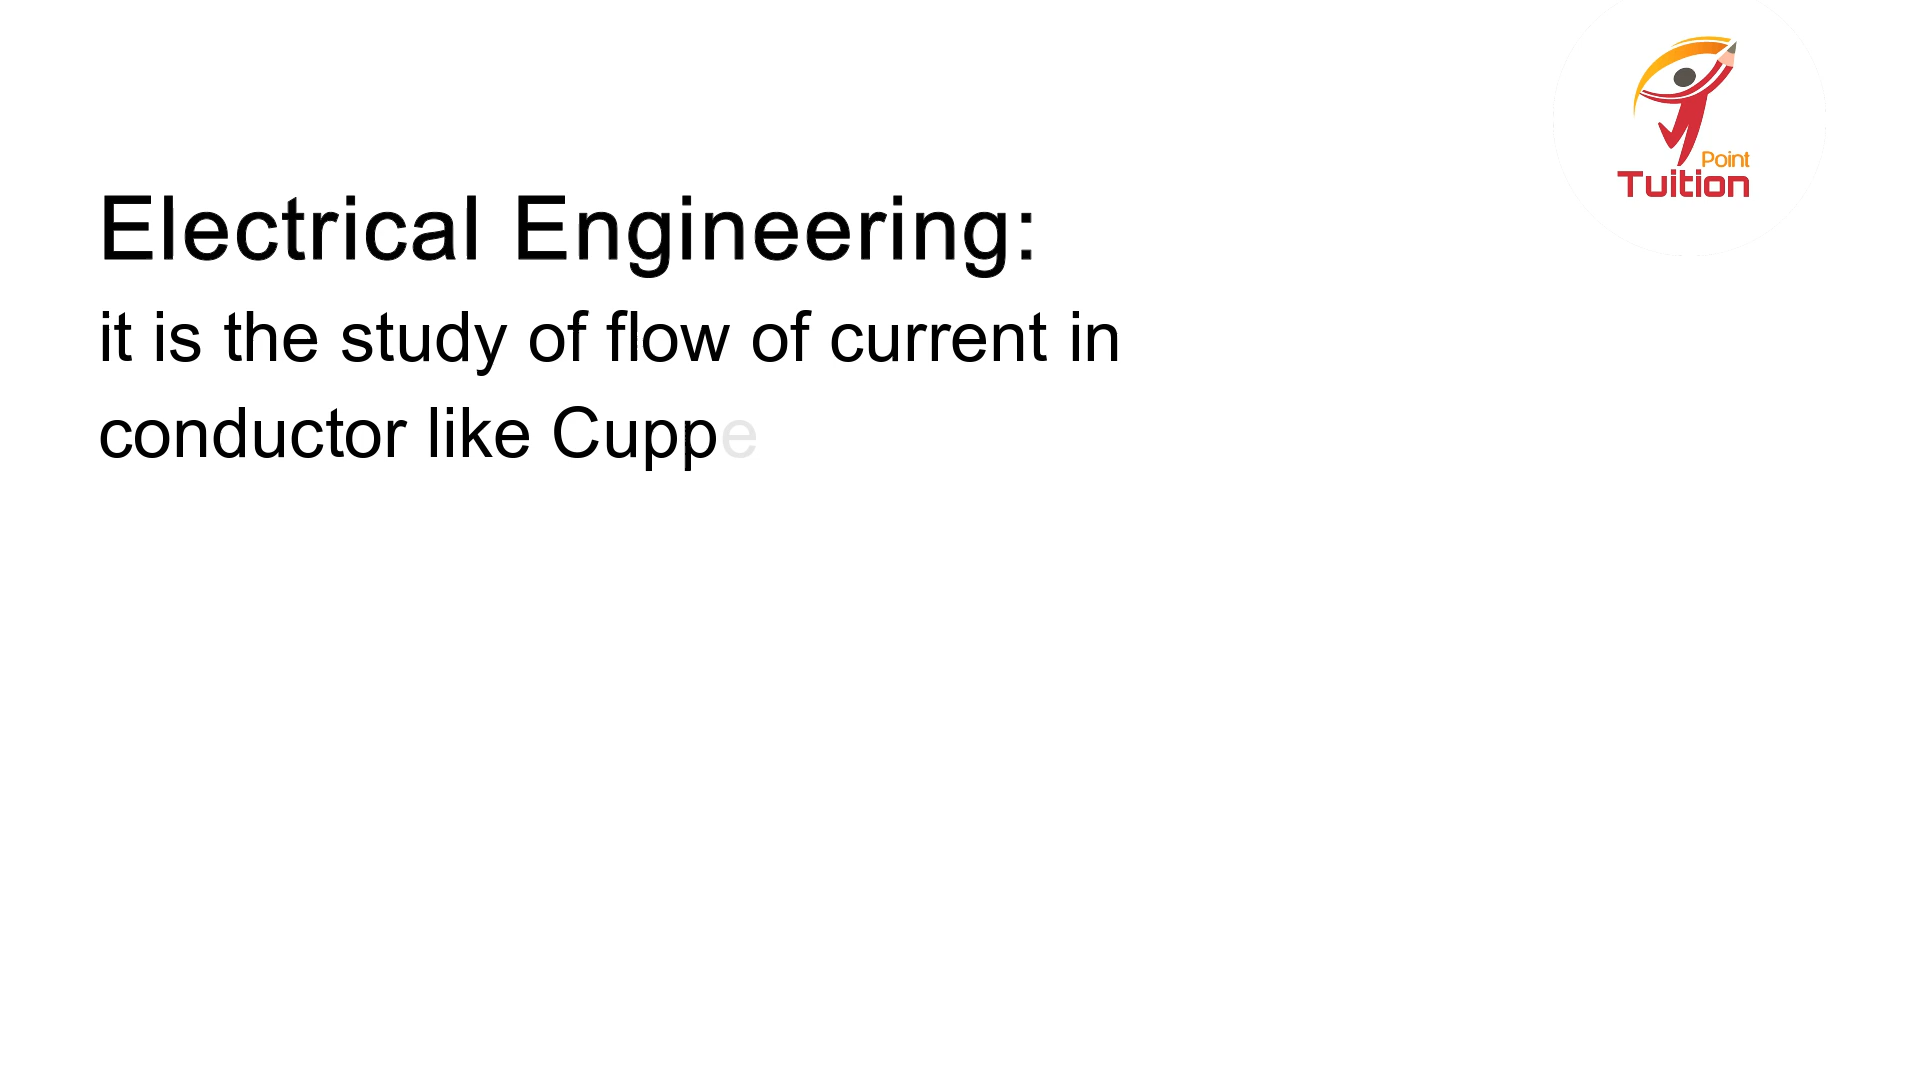 Point
Tuition
Electrical Engineering:
it is the study of flow of current in
conductor like Cuppe